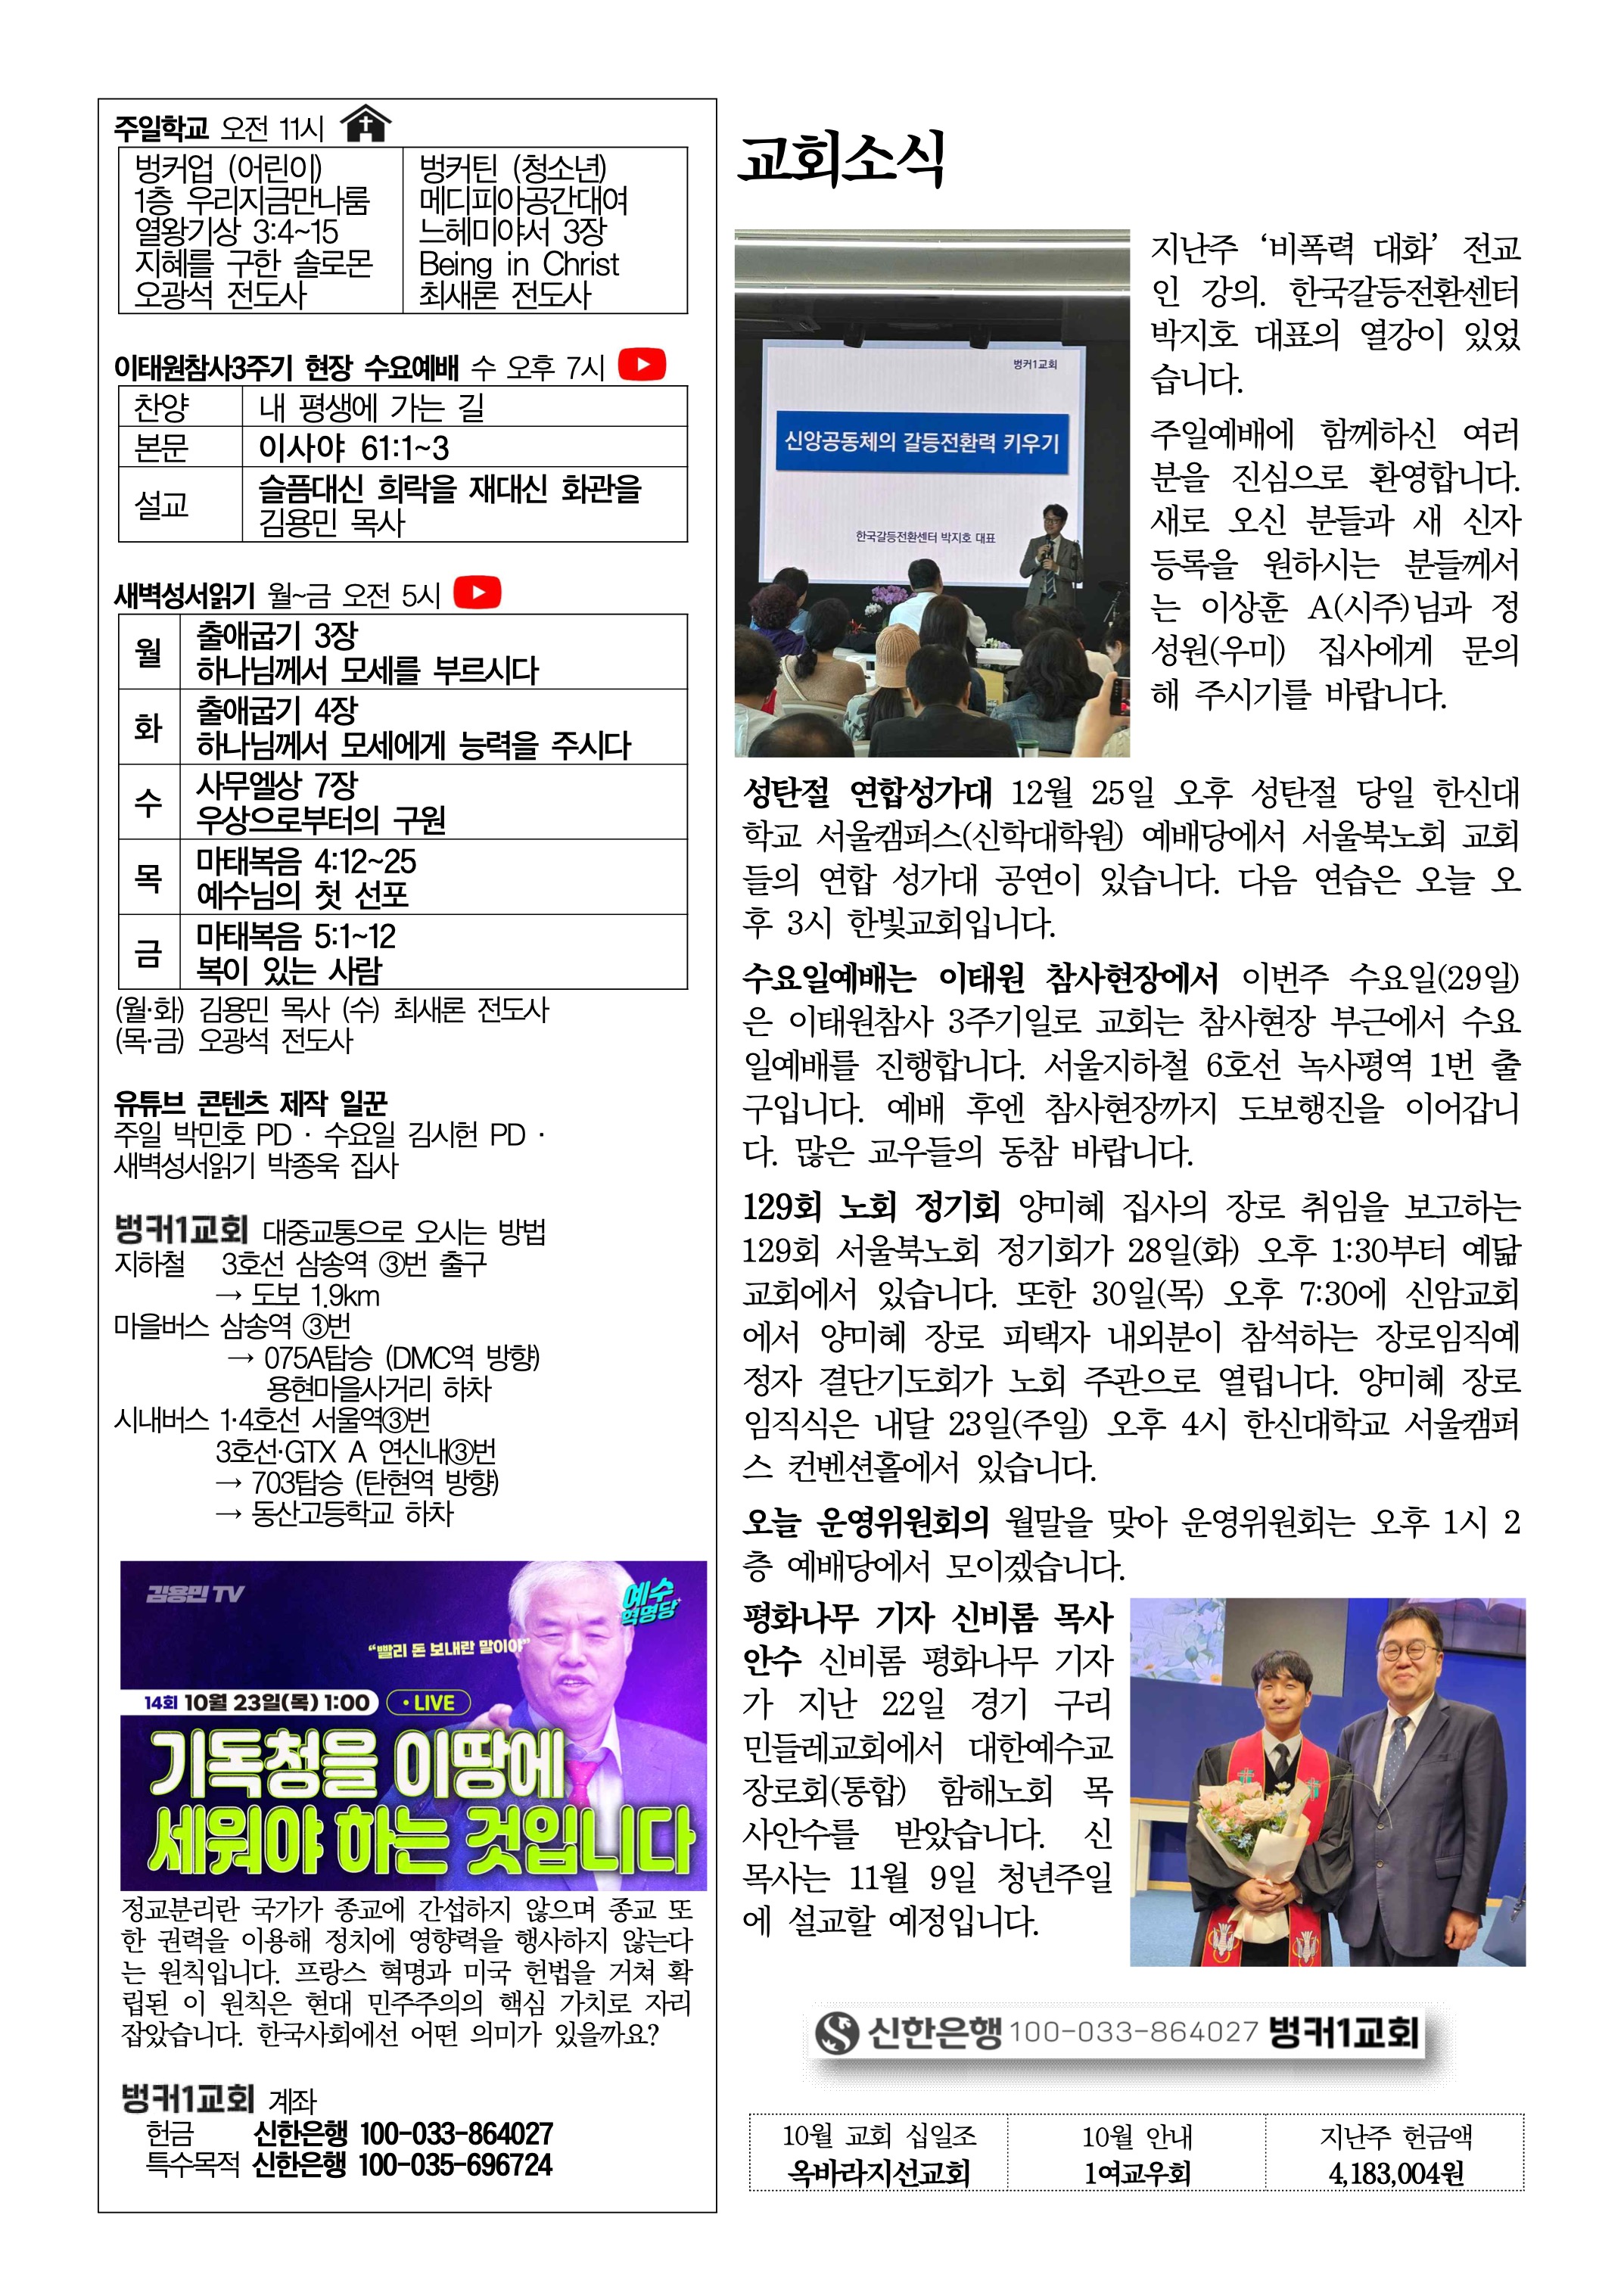 주일학교 오전 11시
벙커업 (어린이)
1층 우리지금만나룸
열왕기상 3:4~15
지혜를 구한 솔로몬
오광석 전도사
벙커틴 (청소년)
메디피아공간대여
느헤미야서 3장
Being in Christ
최새론 전도사
이태원참사3주기 현장 수요예배 수 오후 7시
찬양 내 평생에 가는 길
본문 이사야 61:1~3
설교 슬픔대신 희락을 재대신 화관을
김용민 목사
새벽성서읽기 월~금 오전 5시
월 출애굽기 3장
하나님께서 모세를 부르시다
화 출애굽기 4장
하나님께서 모세에게 능력을 주시다
수 사무엘상 7장
우상으로부터의 구원
목 마태복음 4:12~25
예수님의 첫 선포
금 마태복음 5:1~12
복이 있는 사람
(월·화) 김용민 목사 (수) 최새론 전도사
(목·금) 오광석 전도사
유튜브 콘텐츠 제작 일꾼
주일 박민호 PD · 수요일 김시헌 PD ·
새벽성서읽기 박종욱 집사
벙커1교회 대중교통으로 오시는 방법
지하철 3호선 삼송역 ③번 출구
→ 도보 1.9km
마을버스 삼송역 ③번
→ 075A탑승 (DMC역 방향)
용현마을사거리 하차
시내버스 1·4호선 서울역③번
3호선·GTX A 연신내③번
→ 703탑승 (탄현역 방향)
→ 동산고등학교 하차
김용민 TV
예수
혁명당
“빨리 돈 보내란 말이야”
14회 10월 23일(목) 1:00 • LIVE
기독청을 이땅에
세워야 하는 것입니다
정교분리란 국가가 종교에 간섭하지 않으며 종교 또
한 권력을 이용해 정치에 영향력을 행사하지 않는다
는 원칙입니다. 프랑스 혁명과 미국 헌법을 거쳐 확
립된 이 원칙은 현대 민주주의의 핵심 가치로 자리
잡았습니다. 한국사회에선 어떤 의미가 있을까요?
벙커1교회 계좌
헌금 신한은행 100-033-864027
특수목적 신한은행 100-035-696724
교회소식
벙커1교회
신앙공동체의 갈등전환력 키우기
한국갈등전환센터 박지호 대표
지난주 ‘비폭력 대화’ 전교
인 강의. 한국갈등전환센터
박지호 대표의 열강이 있었
습니다.
주일예배에 함께하신 여러
분을 진심으로 환영합니다.
새로 오신 분들과 새 신자
등록을 원하시는 분들께서
는 이상훈 A(시주)님과 정
성원(우미) 집사에게 문의
해 주시기를 바랍니다.
성탄절 연합성가대 12월 25일 오후 성탄절 당일 한신대
학교 서울캠퍼스(신학대학원) 예배당에서 서울북노회 교회
들의 연합 성가대 공연이 있습니다. 다음 연습은 오늘 오
후 3시 한빛교회입니다.
수요일예배는 이태원 참사현장에서 이번주 수요일(29일)
은 이태원참사 3주기일로 교회는 참사현장 부근에서 수요
일예배를 진행합니다. 서울지하철 6호선 녹사평역 1번 출
구입니다. 예배 후엔 참사현장까지 도보행진을 이어갑니
다. 많은 교우들의 동참 바랍니다.
129회 노회 정기회 양미혜 집사의 장로 취임을 보고하는
129회 서울북노회 정기회가 28일(화) 오후 1:30부터 예닮
교회에서 있습니다. 또한 30일(목) 오후 7:30에 신암교회
에서 양미혜 장로 피택자 내외분이 참석하는 장로임직예
정자 결단기도회가 노회 주관으로 열립니다. 양미혜 장로
임직식은 내달 23일(주일) 오후 4시 한신대학교 서울캠퍼
스 컨벤션홀에서 있습니다.
오늘 운영위원회의 월말을 맞아 운영위원회는 오후 1시 2
층 예배당에서 모이겠습니다.
평화나무 기자 신비롬 목사
안수 신비롬 평화나무 기자
가 지난 22일 경기 구리
민들레교회에서 대한예수교
장로회(통합) 함해노회 목
사안수를 받았습니다. 신
목사는 11월 9일 청년주일
에 설교할 예정입니다.
신한은행 100-033-864027 벙커1교회
10월 교회 십일조
옥바라지선교회
10월 안내
1여교우회
지난주 헌금액
4,183,004원